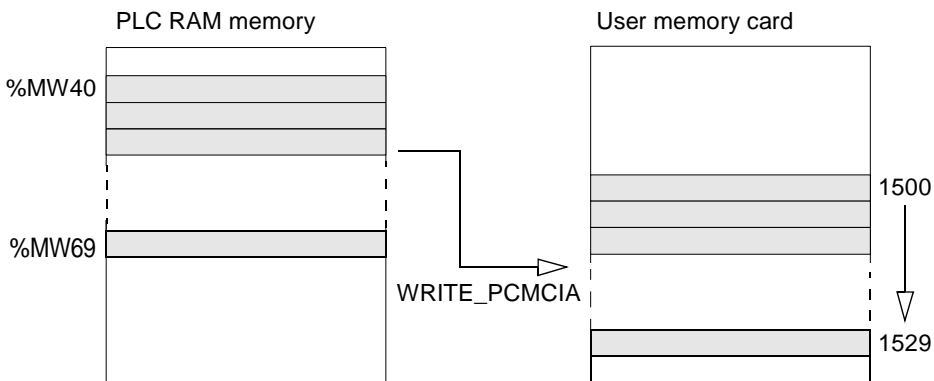 PLC RAM memory
User memory card
%MW40
1500
%MW69
WRITE_PCMCIA
1529